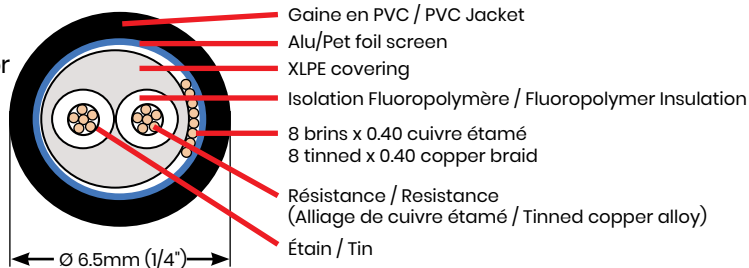 Gaine en PVC / PVC Jacket
Alu/Pet foil screen
XLPE covering
Isolation Fluoropolymère / Fluoropolymer Insulation
8 brins x 0.40 cuivre étamé
8 tinned x 0.40 copper braid
Résistance / Resistance
(Alliage de cuivre étamé / Tinned copper alloy)
Étain / Tin
Ø 6.5mm (1/4")